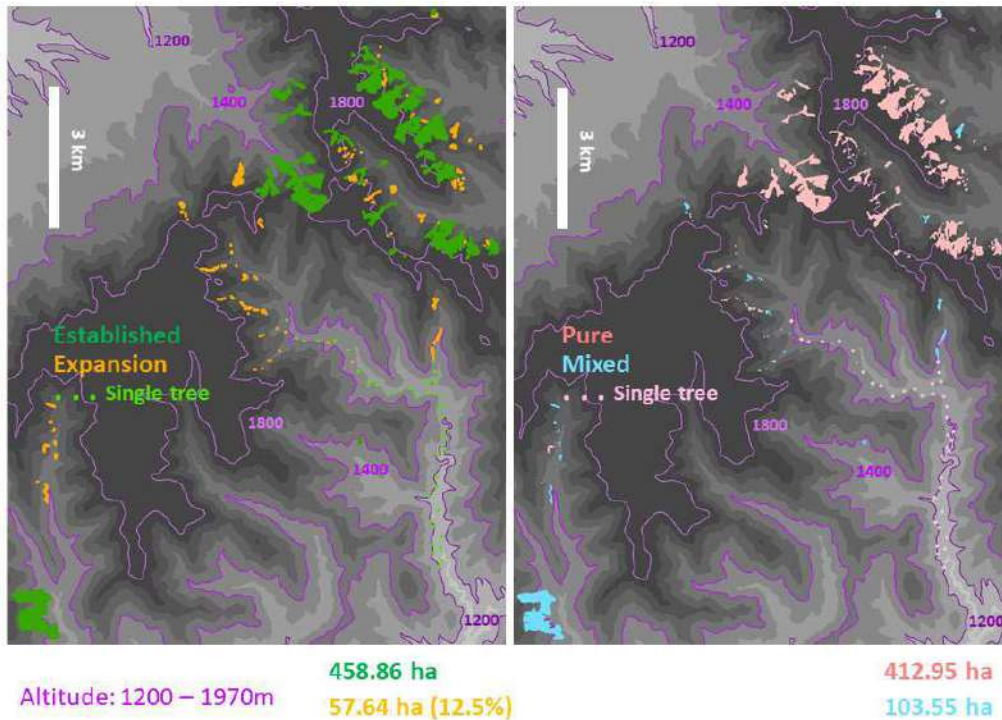 1200
1400
1800
3 km
Established
Expansion
Single tree
1800
1400
1200
1200
1400
1800
3 km
Pure
Mixed
Single tree
1800
1400
1200
Altitude: 1200 – 1970m
458.86 ha
57.64 ha (12.5%)
412.95 ha
103.55 ha